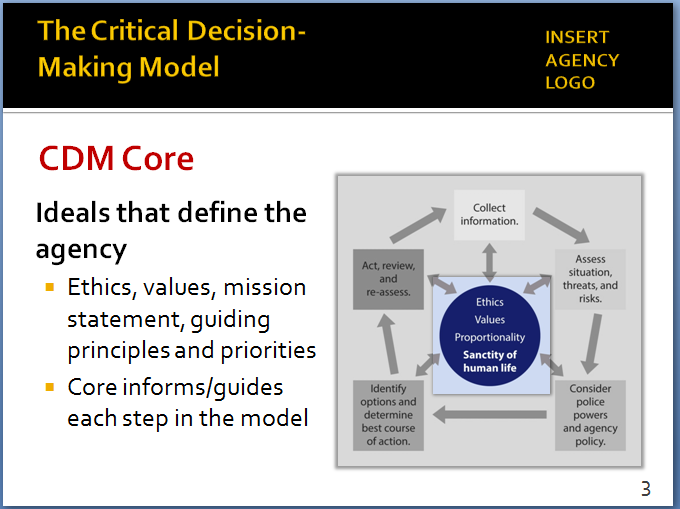 The Critical Decision-
Making Model
INSERT
AGENCY
LOGO
CDM Core
Ideals that define the
agency
Ethics, values, mission
statement, guiding
principles and priorities
Core informs/guides
each step in the model
Collect
information.
Assess
situation,
threats, and
risks.
Consider
police
powers
and agency
policy.
Identify
options and
determine
best course
of action.
Act, review,
and
re-assess.
Ethics
Values
Proportionality
Sanctity of
human life
3